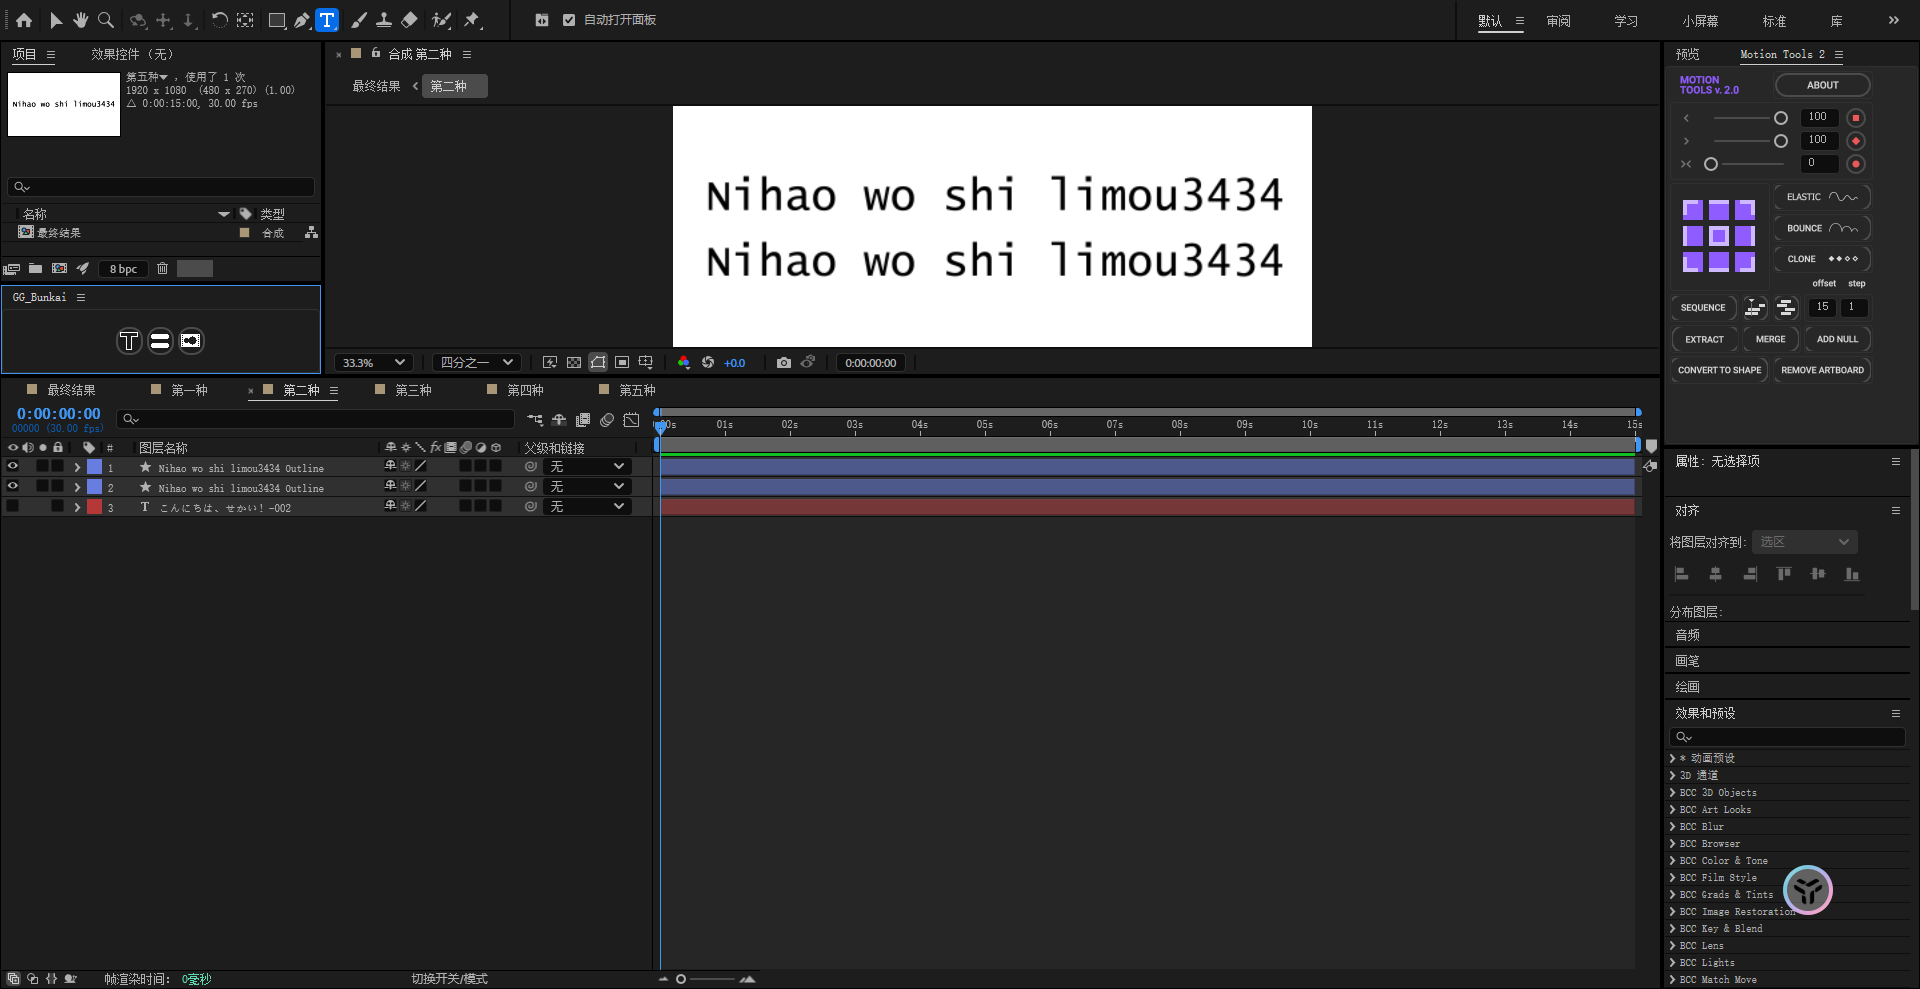 自动打开面板
默认
审阅
学习
小屏幕
标准
库
项目
效果控件 (无)
第五种, 使用了 1 次
1920 x 1080 (480 x 270) (1.00)
△ 0:00:15:00, 30.00 fps
Nihao wo shi limou3434
名称
类型
最终结果
合成
8 bpc
GG_Bunkai
合成 第二种
最终结果
第二种
Nihao wo shi limou3434
Nihao wo shi limou3434
33.3%
四分之一
+0.0
0:00:00:00
预览
Motion Tools 2
MOTION
TOOLS v. 2.0
ABOUT
100
100
0
ELASTIC
BOUNCE
CLONE
offset
step
SEQUENCE
15
1
EXTRACT
MERGE
ADD NULL
CONVERT TO SHAPE
REMOVE ARTBOARD
最终结果
第一种
第二种
第三种
第四种
第五种
0:00:00:00
00000 (30.00 fps)
:00s 01s 02s 03s 04s 05s 06s 07s 08s 09s 10s 11s 12s 13s 14s 15s
#
图层名称
fx
父级和链接
1 Nihao wo shi limou3434 Outline 无
2 Nihao wo shi limou3434 Outline 无
3 T こんにちは、せかい! -002 无
属性: 无选择项
对齐
将图层对齐到:
选区
分布图层:
音频
画笔
绘画
效果和预设
* 动画预设
3D 通道
BCC 3D Objects
BCC Art Looks
BCC Blur
BCC Browser
BCC Color & Tone
BCC Film Style
BCC Grads & Tints
BCC Image Restoration
BCC Key & Blend
BCC Lens
BCC Lights
BCC Match Move
帧渲染时间: 0毫秒
切换开关/模式